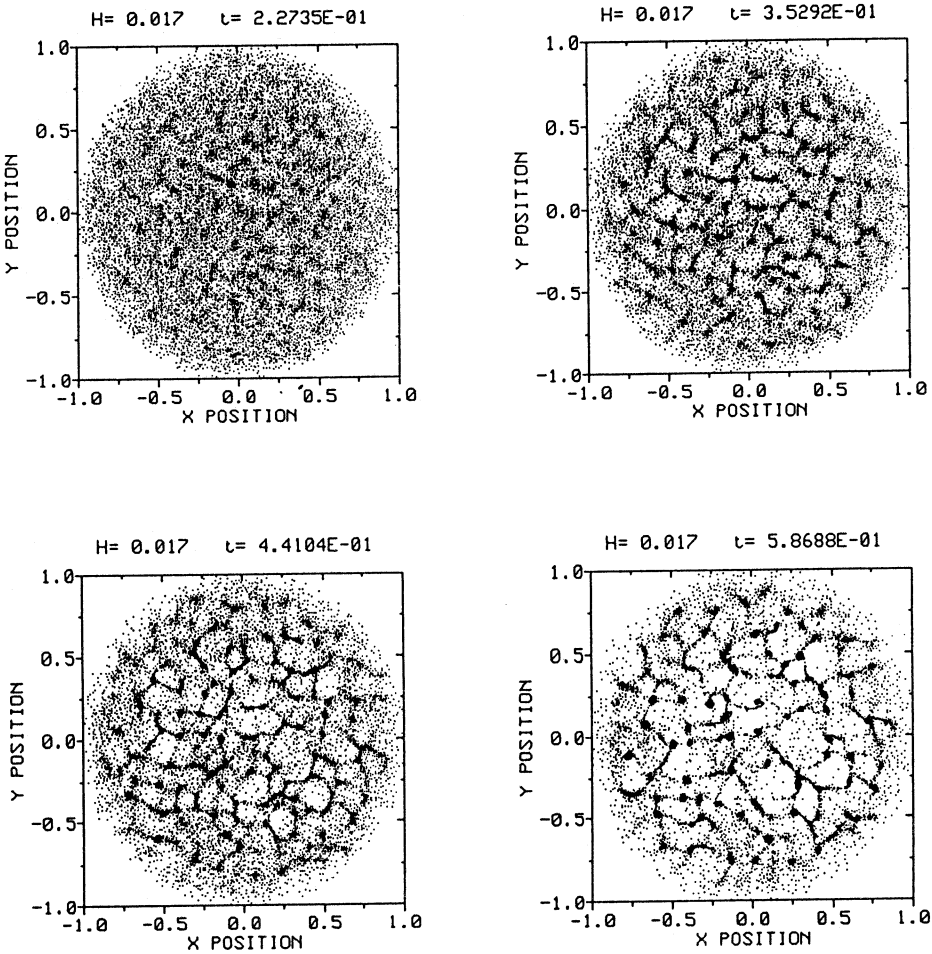 H= 0.017 t= 2.2735E-01
1.0
0.5
0.0
-0.5
-1.0
Y POSITION
-1.0 -0.5 0.0 0.5 1.0
X POSITION
H= 0.017 t= 3.5292E-01
1.0
0.5
0.0
-0.5
-1.0
Y POSITION
-1.0 -0.5 0.0 0.5 1.0
X POSITION
H= 0.017 t= 4.4104E-01
1.0
0.5
0.0
-0.5
-1.0
Y POSITION
-1.0 -0.5 0.0 0.5 1.0
X POSITION
H= 0.017 t= 5.8688E-01
1.0
0.5
0.0
-0.5
-1.0
Y POSITION
-1.0 -0.5 0.0 0.5 1.0
X POSITION